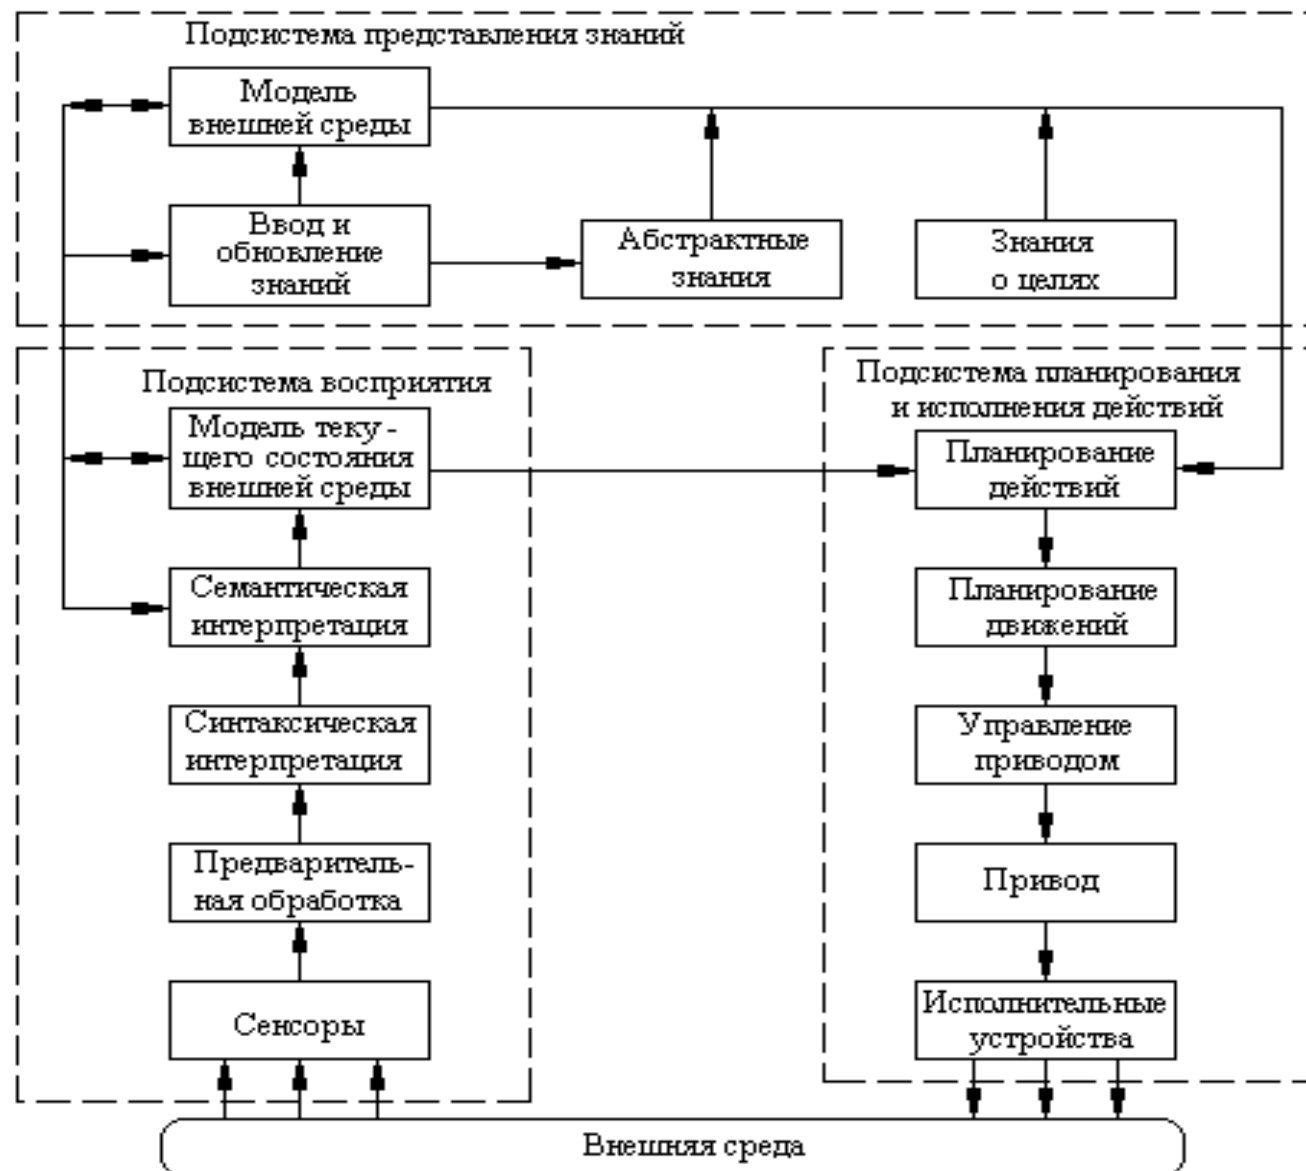 Подсистема представления знаний
Модель
внешней среды
Ввод и
обновление
знаний
Абстрактные
знания
Знания
о целях
Подсистема восприятия
Модель теку-
щего состояния
внешней среды
Семантическая
интерпретация
Синтаксическая
интерпретация
Предваритель-
ная обработка
Сенсоры
Подсистема планирования
и исполнения действий
Планирование
действий
Планирование
движений
Управление
приводом
Привод
Исполнительные
устройства
Внешняя среда